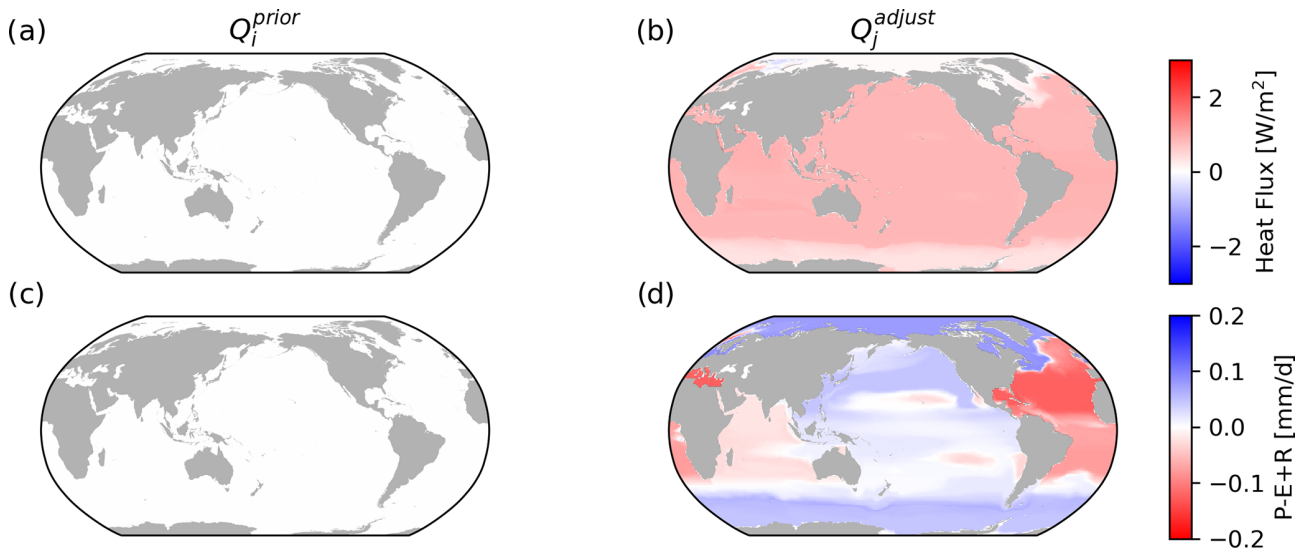 (a) Q_i^{prior}
(b) Q_j^{adjust}
2
0
−2
Heat Flux [W/m²]
(c)
(d)
0.2
0.1
0.0
−0.1
−0.2
P-E+R [mm/d]